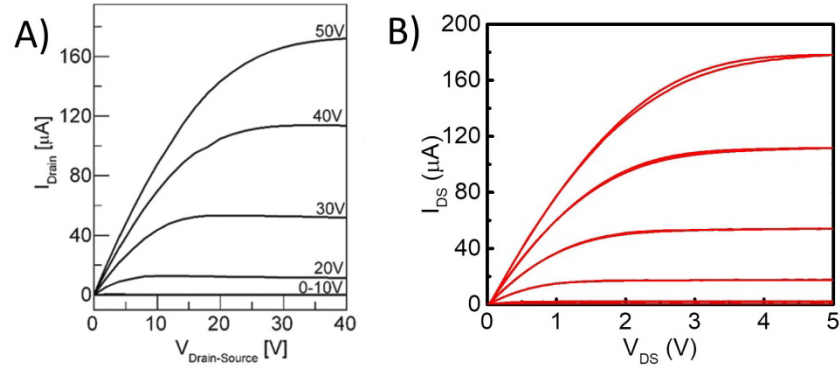 A)
I_Drain [μA]
160
120
80
40
0
50V
40V
30V
20V
0-10V
0 10 20 30 40
V_Drain-Source [V]
B)
I_DS (μA)
200
160
120
80
40
0
0 1 2 3 4 5
V_DS (V)